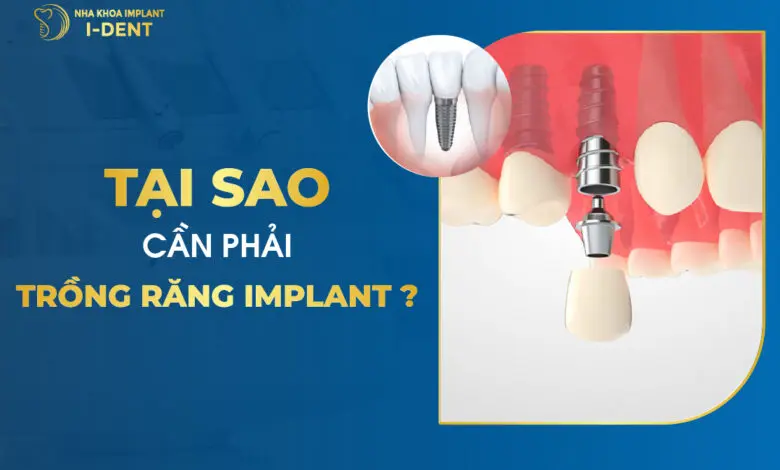 NHA KHOA IMPLANT
I-DENT
TẠI SAO
CẦN PHẢI
TRỒNG RĂNG IMPLANT ?